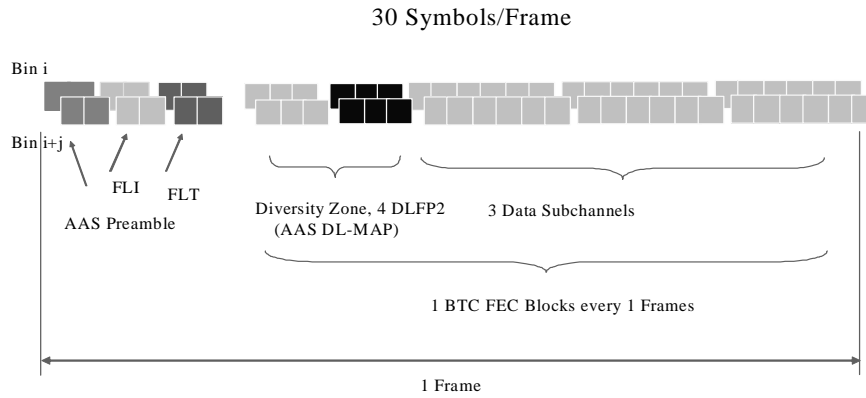 30 Symbols/Frame
Bin i
Bin i+j
FLI
FLT
AAS Preamble
Diversity Zone, 4 DLFP2
(AAS DL-MAP)
3 Data Subchannels
1 BTC FEC Blocks every 1 Frames
1 Frame